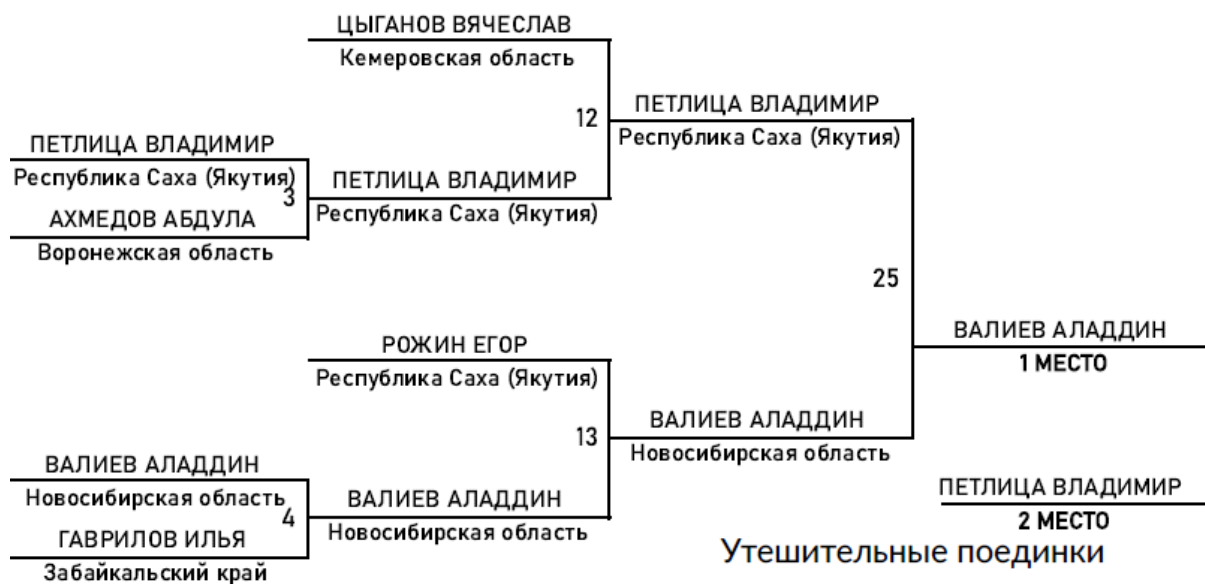 ЦЫГАНОВ ВЯЧЕСЛАВ
Кемеровская область
12
ПЕТЛИЦА ВЛАДИМИР
Республика Саха (Якутия)
ПЕТЛИЦА ВЛАДИМИР
Республика Саха (Якутия)
3
ПЕТЛИЦА ВЛАДИМИР
Республика Саха (Якутия)
АХМЕДОВ АБДУЛА
Воронежская область
25
ВАЛИЕВ АЛАДДИН
1 МЕСТО
РОЖИН ЕГОР
Республика Саха (Якутия)
13
ВАЛИЕВ АЛАДДИН
Новосибирская область
ВАЛИЕВ АЛАДДИН
Новосибирская область
4
ВАЛИЕВ АЛАДДИН
Новосибирская область
ГАВРИЛОВ ИЛЬЯ
Забайкальский край
ПЕТЛИЦА ВЛАДИМИР
2 МЕСТО
Утешительные поединки